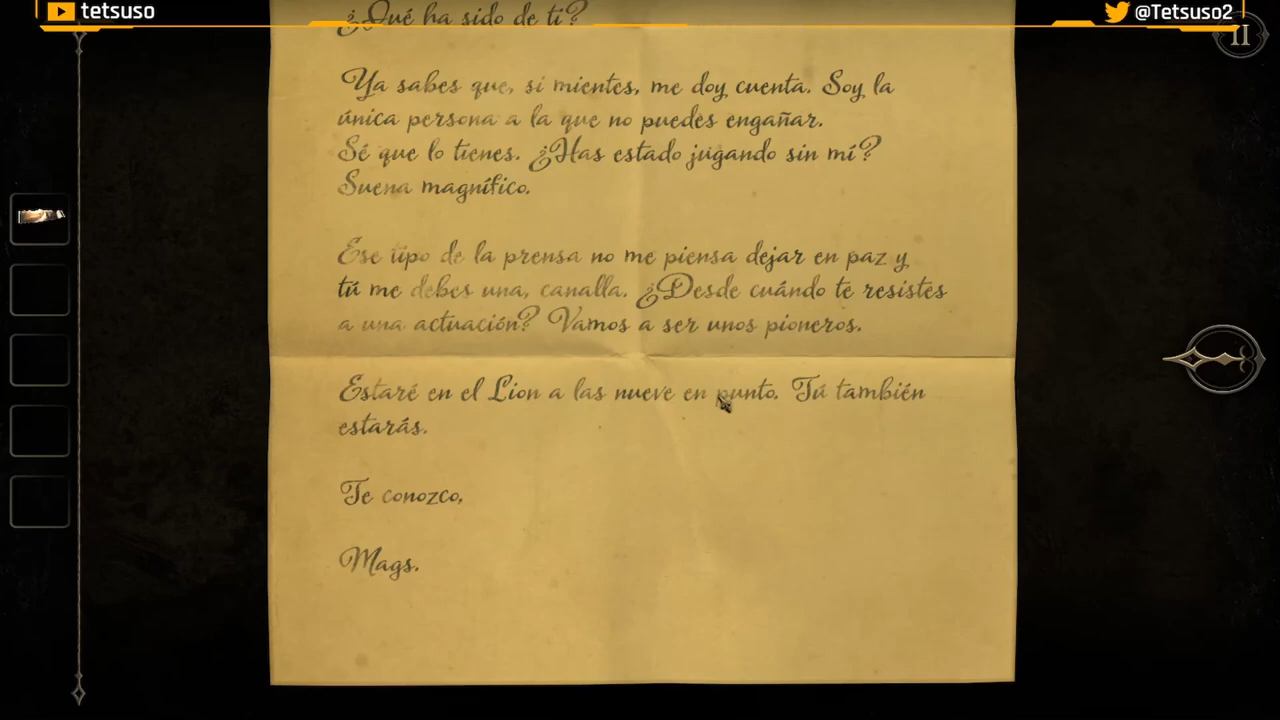 tetsuso
@Tetsuso2
¿Qué ha sido de ti?
Ya sabes que, si mientes, me doy cuenta. Soy la
única persona a la que no puedes engañar.
Sé que lo tienes. ¿Has estado jugando sin mí?
Suena magnífico.
Ese tipo de la prensa no me piensa dejar en paz y
tú me debes una, canalla. ¿Desde cuándo te resistes
a una actuación? Vamos a ser unos pioneros.
Estaré en el Lion a las nueve en punto. Tú también
estarás.
Te conozco,
Mags.